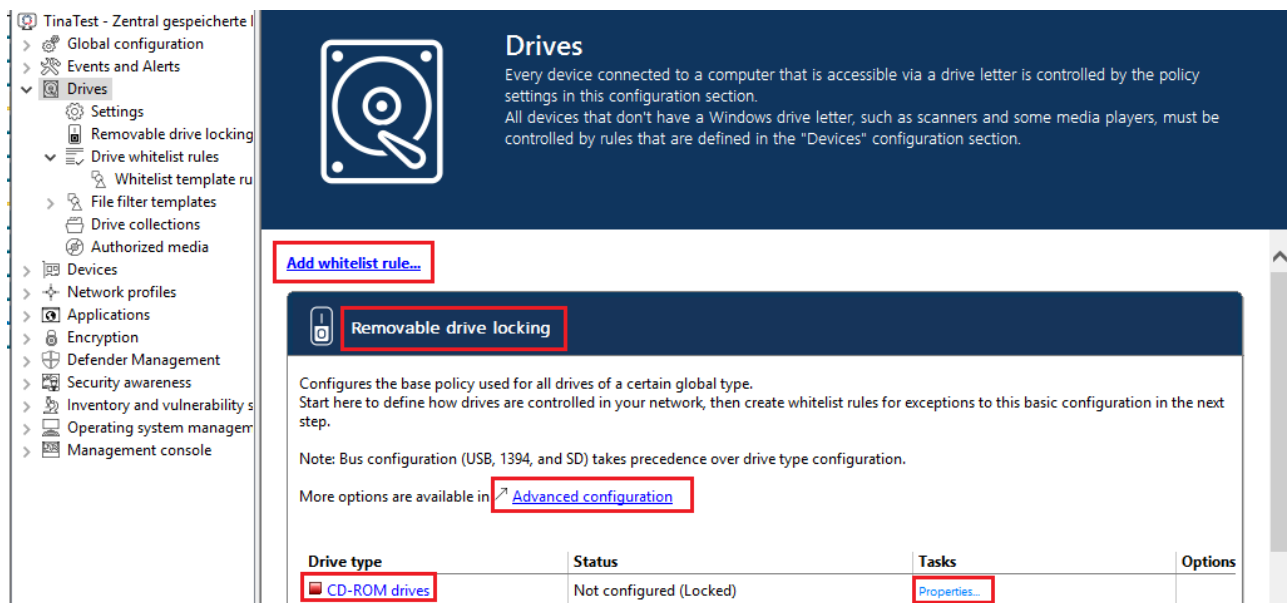 TinaTest - Zentral gespeicherte
Global configuration
Events and Alerts
Drives
Settings
Removable drive locking
Drive whitelist rules
Whitelist template ru
File filter templates
Drive collections
Authorized media
Devices
Network profiles
Applications
Encryption
Defender Management
Security awareness
Inventory and vulnerability s
Operating system managem
Management console
Drives
Every device connected to a computer that is accessible via a drive letter is controlled by the policy
settings in this configuration section.
All devices that don't have a Windows drive letter, such as scanners and some media players, must be
controlled by rules that are defined in the "Devices" configuration section.
Add whitelist rule...
Removable drive locking
Configures the base policy used for all drives of a certain global type.
Start here to define how drives are controlled in your network, then create whitelist rules for exceptions to this basic configuration in the next
step.
Note: Bus configuration (USB, 1394, and SD) takes precedence over drive type configuration.
More options are available in Advanced configuration
Drive type Status Tasks Options
CD-ROM drives Not configured (Locked) Properties...